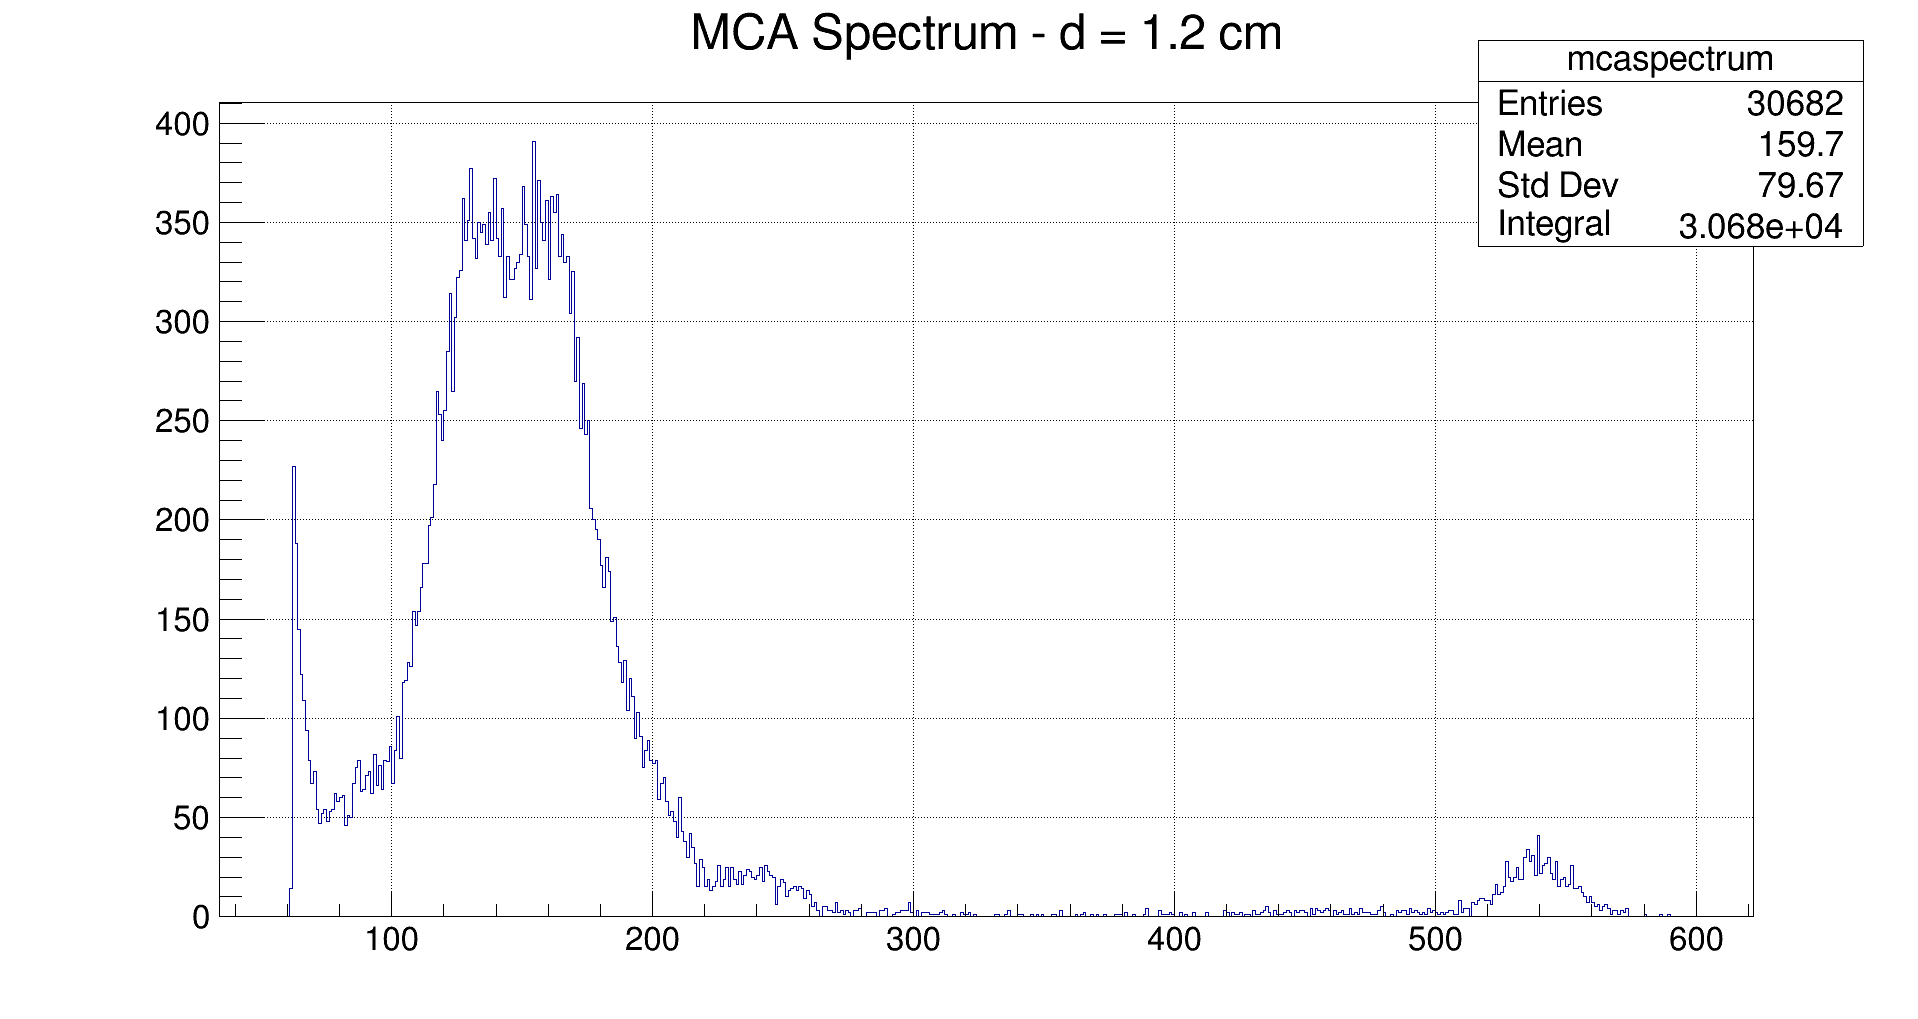 MCA Spectrum - d = 1.2 cm
mcaspectrum
Entries 30682
Mean 159.7
Std Dev 79.67
Integral 3.068e+04
400
350
300
250
200
150
100
50
0
100 200 300 400 500 600